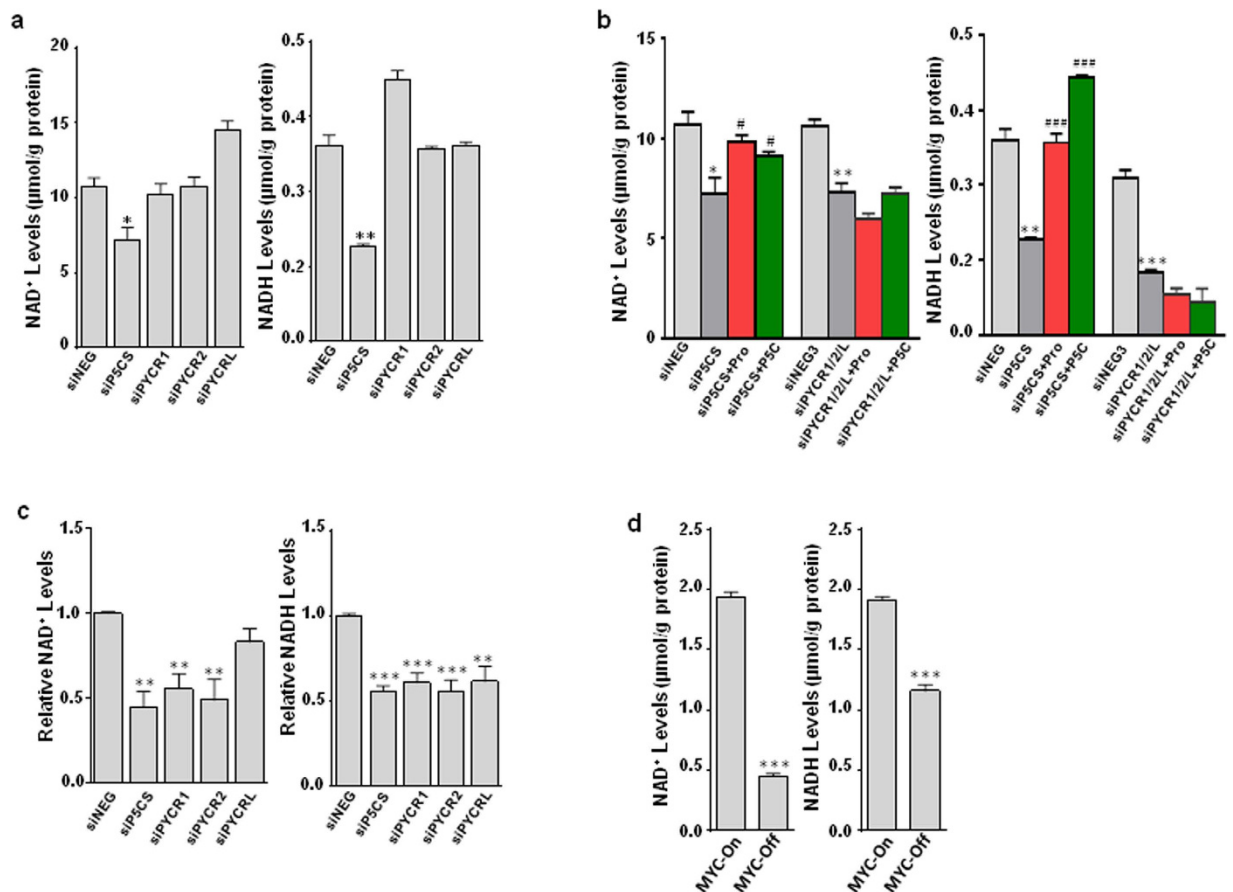 a
NAD⁺ Levels (µmol/g protein)
20
15
10
5
0
*
siNEG
siP5CS
siPYCR1
siPYCR2
siPYCRL
NADH Levels (µmol/g protein)
0.5
0.4
0.3
0.2
0.0
**
siNEG
siP5CS
siPYCR1
siPYCR2
siPYCRL
b
NAD⁺ Levels (µmol/g protein)
15
10
5
0
*
#
#
**
siNEG
siP5CS
siP5CS+Pro
siP5CS+P5C
siNEG3
siPYCR1/2/L
siPYCR1/2/L+Pro
siPYCR1/2/L+P5C
NADH Levels (µmol/g protein)
0.5
0.4
0.3
0.2
0.0
**
###
###
***
siNEG
siP5CS
siP5CS+Pro
siP5CS+P5C
siNEG3
siPYCR1/2/L
siPYCR1/2/L+Pro
siPYCR1/2/L+P5C
c
Relative NAD⁺ Levels
1.5
1.0
0.5
0.0
**
**
**
siNEG
siP5CS
siPYCR1
siPYCR2
siPYCRL
Relative NADH Levels
1.5
1.0
0.5
0.0
***
***
***
**
siNEG
siP5CS
siPYCR1
siPYCR2
siPYCRL
d
NAD⁺ Levels (µmol/g protein)
2.5
2.0
1.5
1.0
0.5
0.0
***
MYC-On
MYC-Off
NADH Levels (µmol/g protein)
2.5
2.0
1.5
1.0
0.5
0.0
***
MYC-On
MYC-Off